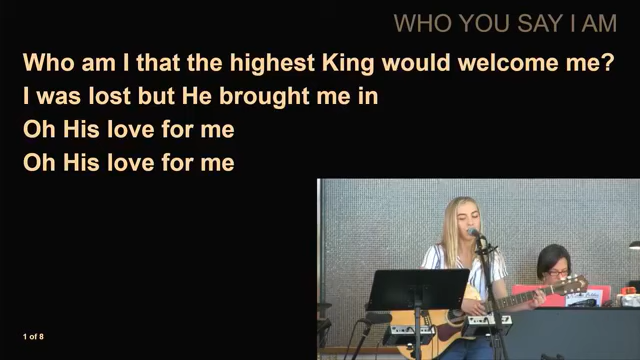 WHO YOU SAY I AM
Who am I that the highest King would welcome me?
I was lost but He brought me in
Oh His love for me
Oh His love for me
1 of 8